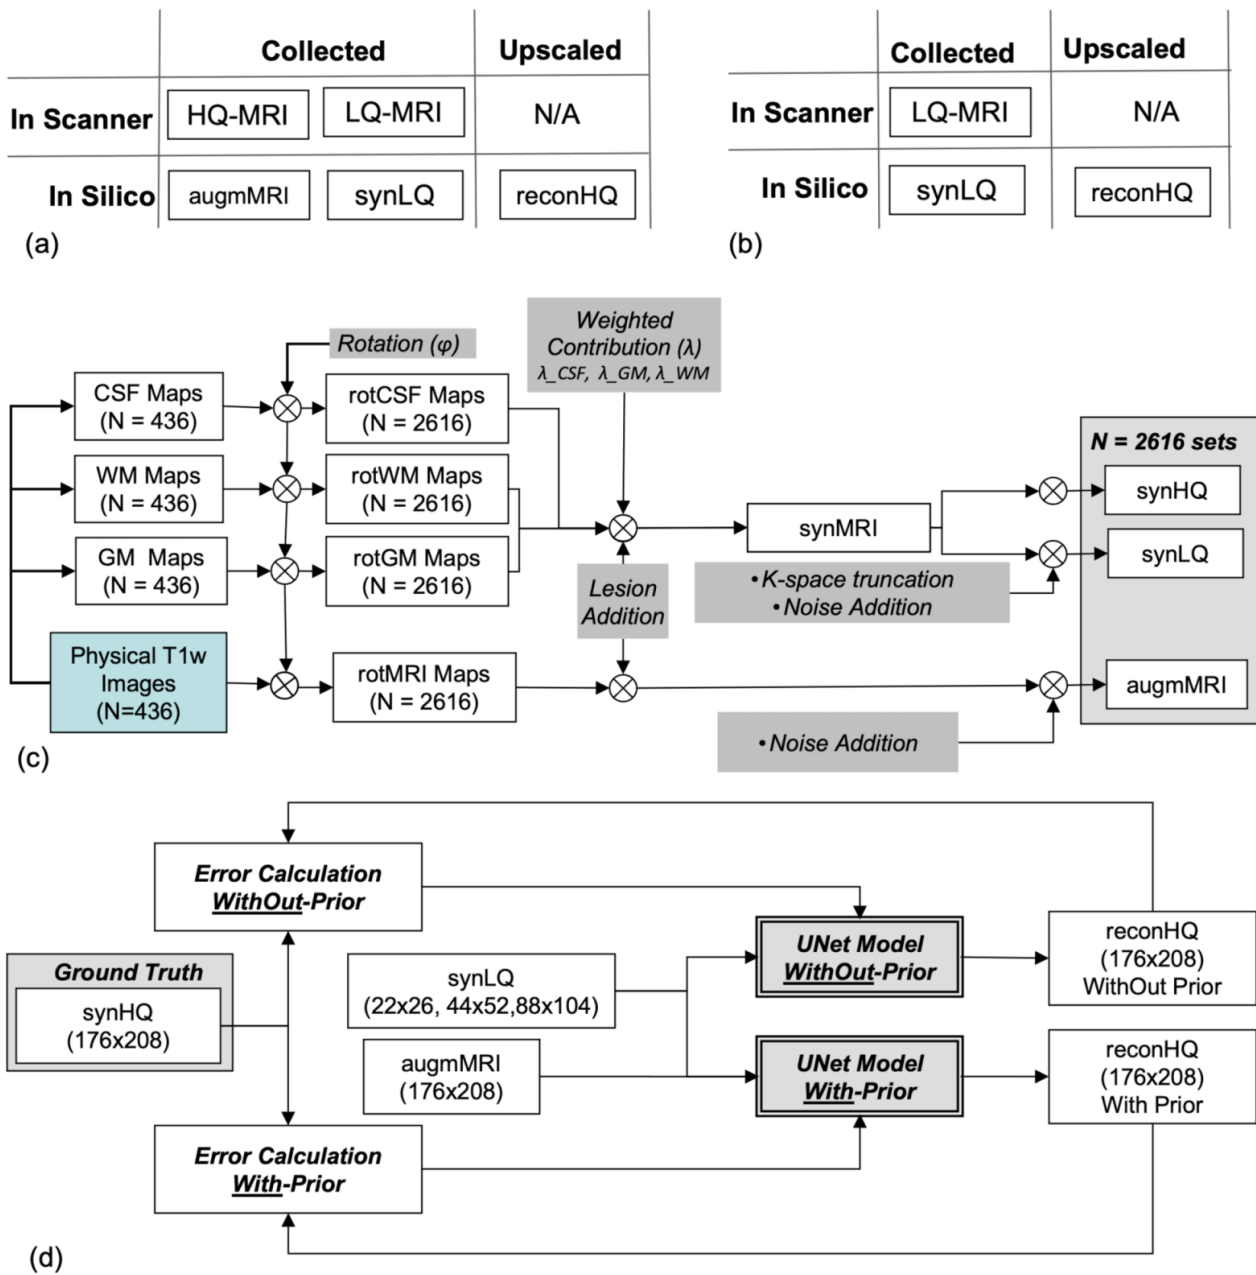 Collected Upscaled
In Scanner HQ-MRI LQ-MRI N/A
In Silico augmMRI synLQ reconHQ
(a)
Collected Upscaled
In Scanner LQ-MRI N/A
In Silico synLQ reconHQ
(b)
Rotation (φ)
Weighted
Contribution (λ)
λ_CSF, λ_GM, λ_WM
CSF Maps
(N = 436)
rotCSF Maps
(N = 2616)
WM Maps
(N = 436)
rotWM Maps
(N = 2616)
GM Maps
(N = 436)
rotGM Maps
(N = 2616)
Physical T1w
Images
(N=436)
rotMRI Maps
(N = 2616)
Lesion
Addition
synMRI
•K-space truncation
•Noise Addition
•Noise Addition
N = 2616 sets
synHQ
synLQ
augmMRI
(c)
Error Calculation
WithOut-Prior
Ground Truth
synHQ
(176x208)
synLQ
(22x26, 44x52,88x104)
augmMRI
(176x208)
UNet Model
WithOut-Prior
UNet Model
With-Prior
reconHQ
(176x208)
WithOut Prior
reconHQ
(176x208)
With Prior
Error Calculation
With-Prior
(d)